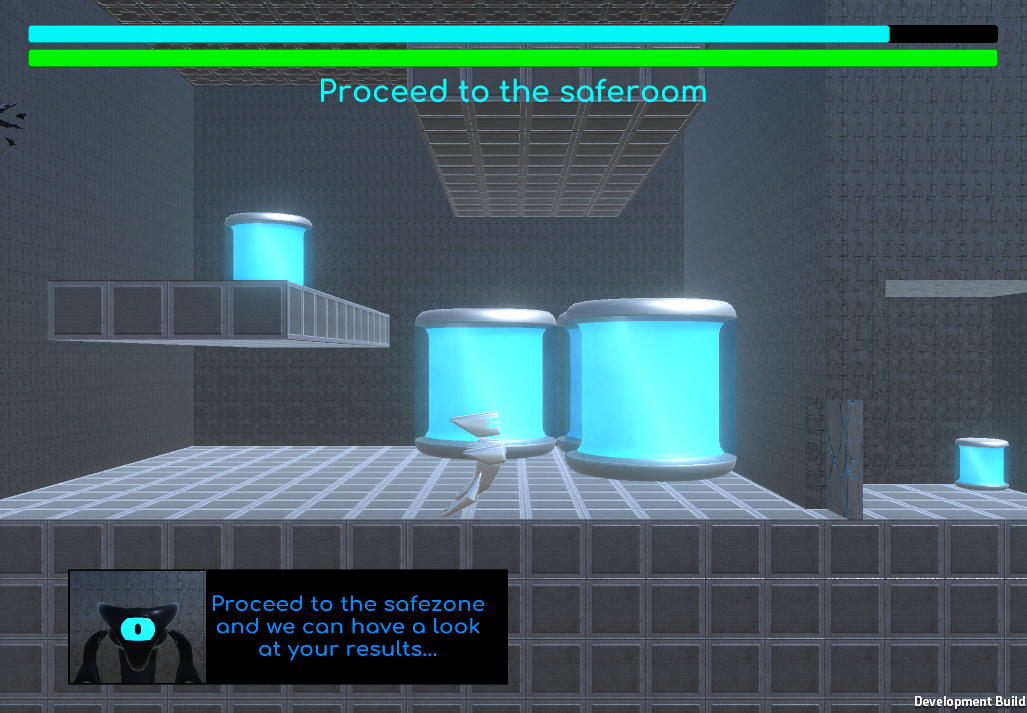 Proceed to the saferoom
Proceed to the safezone
and we can have a look
at your results...
Development Build